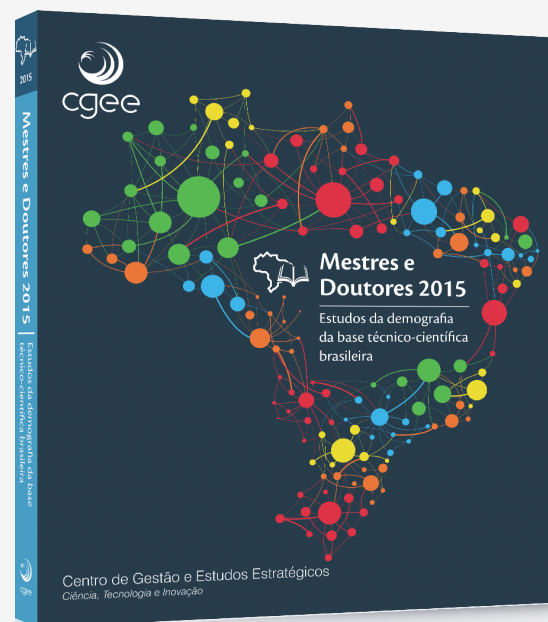 2015
Mestres e Doutores 2015
Estudos da demografia da base
técnico-científica brasileira
cgee
cgee
Mestres e
Doutores 2015
Estudos da demografia
da base técnico-científica
brasileira
Centro de Gestão e Estudos Estratégicos
Ciência, Tecnologia e Inovação